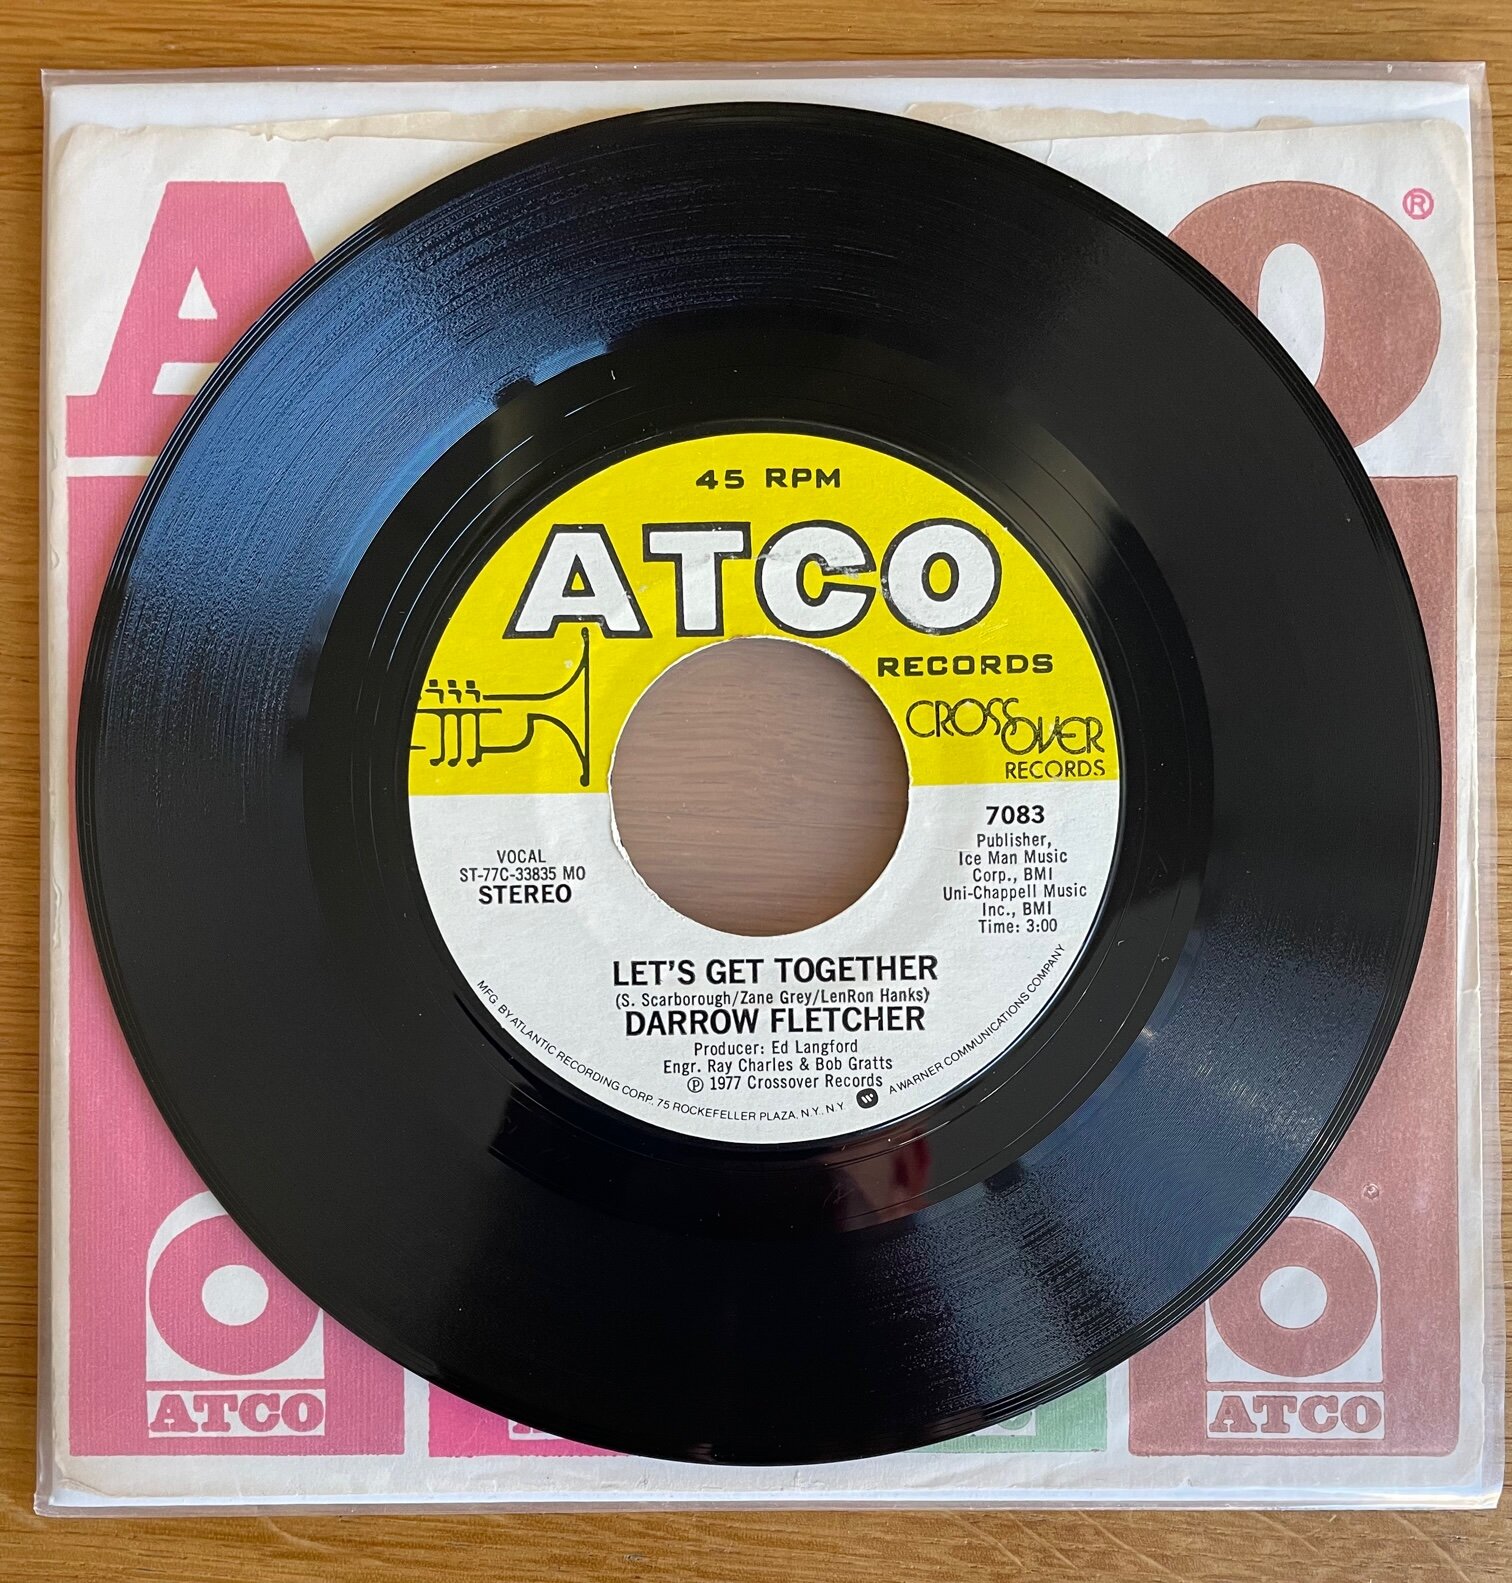 ®
45 RPM
ATCO
RECORDS
CROSSOVER
RECORDS
7083
Publisher,
Ice Man Music
Corp., BMI
Uni-Chappell Music
Inc., BMI
Time: 3:00
VOCAL
ST-77C-33835 MO
STEREO
LET'S GET TOGETHER
(S. Scarborough/Zane Grey/LenRon Hanks)
DARROW FLETCHER
Producer: Ed Langford
Engr. Ray Charles & Bob Gratts
Ⓟ 1977 Crossover Records
MFG. BY ATLANTIC RECORDING CORP., 75 ROCKEFELLER PLAZA, N.Y., N.Y. A WARNER COMMUNICATIONS COMPANY
ATCO
ATCO